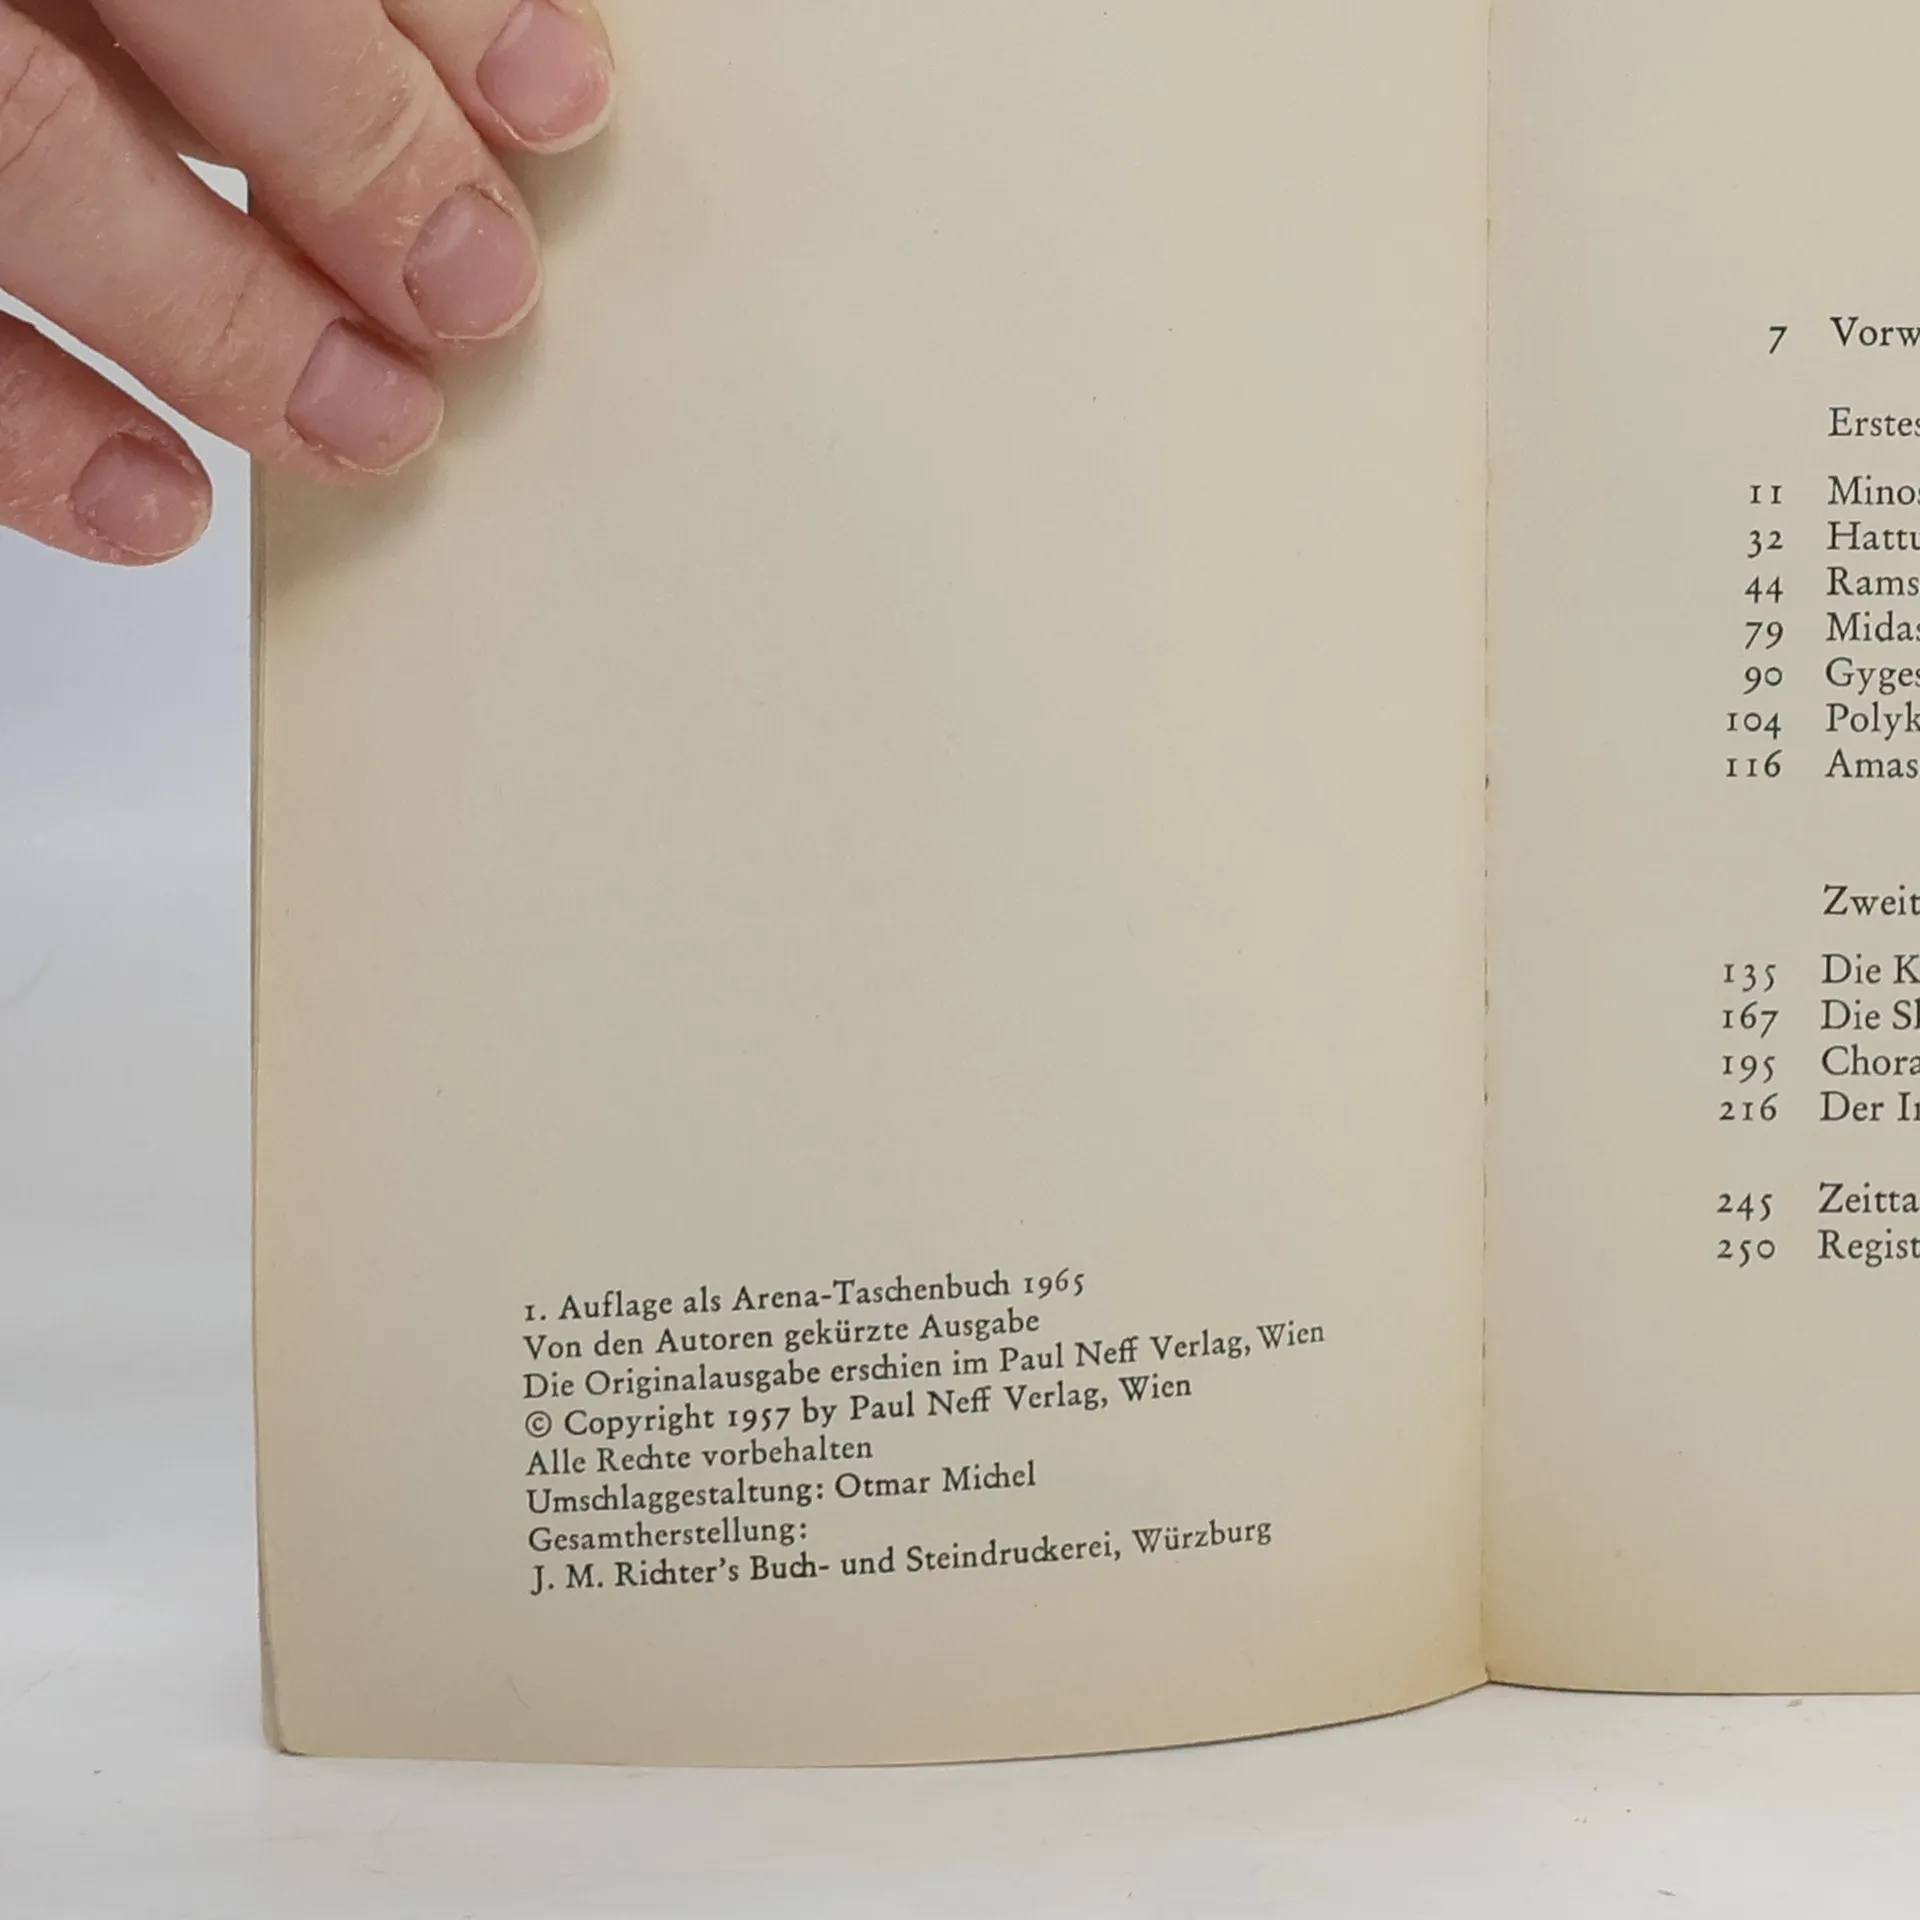 1. Auflage als Arena-Taschenbuch 1965
Von den Autoren gekürzte Ausgabe
Die Originalausgabe erschien im Paul Neff Verlag, Wien
© Copyright 1957 by Paul Neff Verlag, Wien
Alle Rechte vorbehalten
Umschlaggestaltung: Otmar Michel
Gesamtherstellung:
J. M. Richter's Buch- und Steindruckerei, Würzburg
7 Vorw
Erstes
11 Minos
32 Hattu
44 Rams
79 Midas
90 Gyges
104 Polyk
116 Amas
Zweit
135 Die K
167 Die
195 Chora
216 Der
245 Zeitta
250 Regist